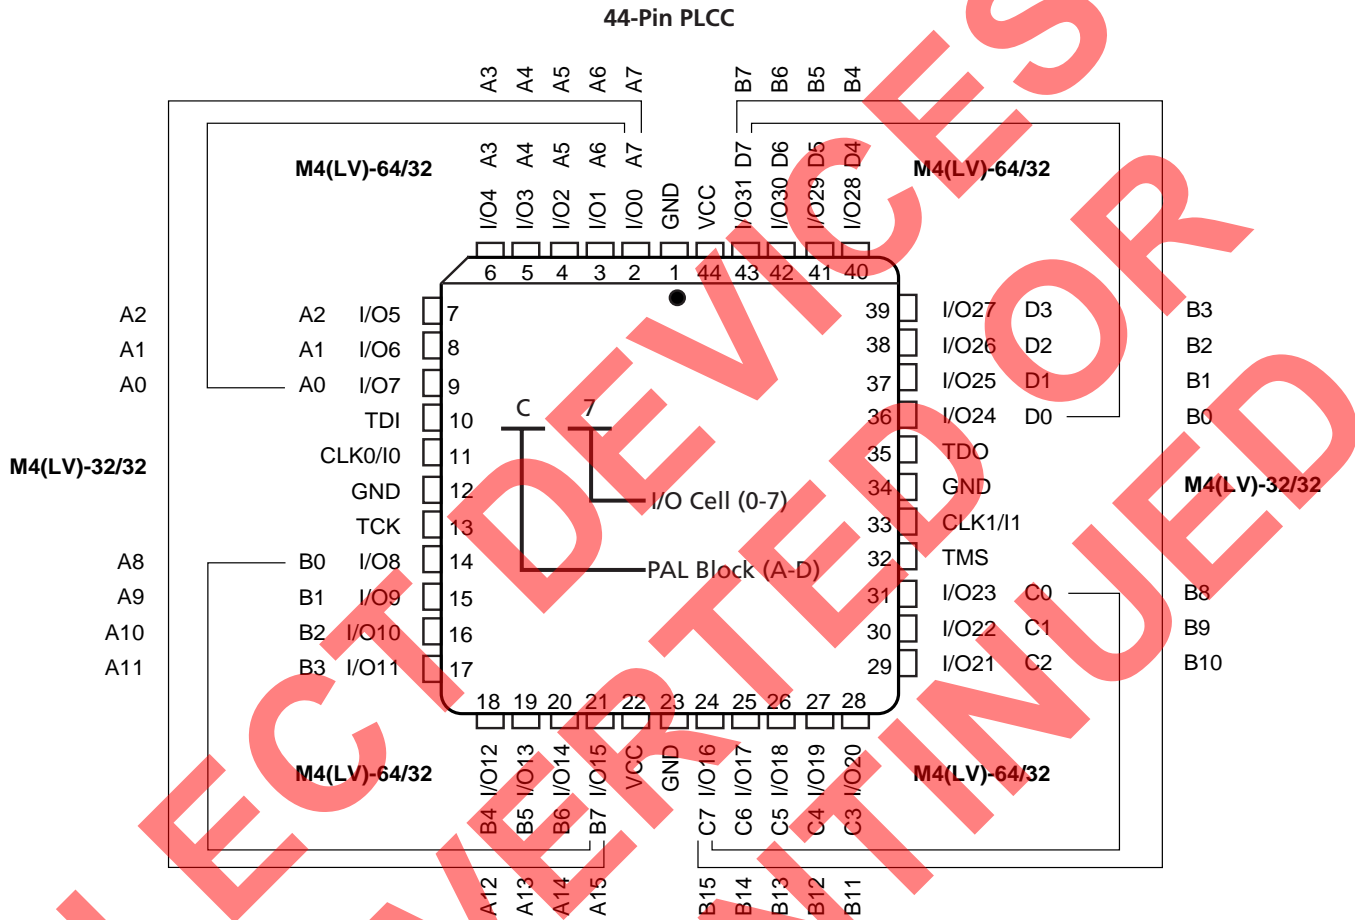 44-Pin PLCC
A3 A4 A5 A6 A7 B7 B6 B5 B4
A3 A4 A5 A6 A7 D7 D6 D5 D4
M4(LV)-64/32 M4(LV)-64/32
I/O4 I/O3 I/O2 I/O1 I/O0 GND VCC I/O31 I/O30 I/O29 I/O28
6 5 4 3 2 1 44 43 42 41 40
A2 A2 I/O5 7 39 I/O27 D3 B3
A1 A1 I/O6 8 38 I/O26 D2 B2
A0 A0 I/O7 9 37 I/O25 D1 B1
TDI 10 C 7 36 I/O24 D0 B0
CLK0/I0 11 35 TDO
M4(LV)-32/32 M4(LV)-32/32
GND 12 I/O Cell (0-7) 34 GND
TCK 13 33 CLK1/I1
A8 B0 I/O8 14 PAL Block (A-D) 32 TMS
A9 B1 I/O9 15 31 I/O23 C0 B8
A10 B2 I/O10 16 30 I/O22 C1 B9
A11 B3 I/O11 17 29 I/O21 C2 B10
18 19 20 21 22 23 24 25 26 27 28
I/O12 I/O13 I/O14 I/O15 VCC GND I/O16 I/O17 I/O18 I/O19 I/O20
M4(LV)-64/32 M4(LV)-64/32
B4 B5 B6 B7 C7 C6 C5 C4 C3
A12 A13 A14 A15 B15 B14 B13 B12 B11
LECT DEVICES
VERTED OR
NTINUED